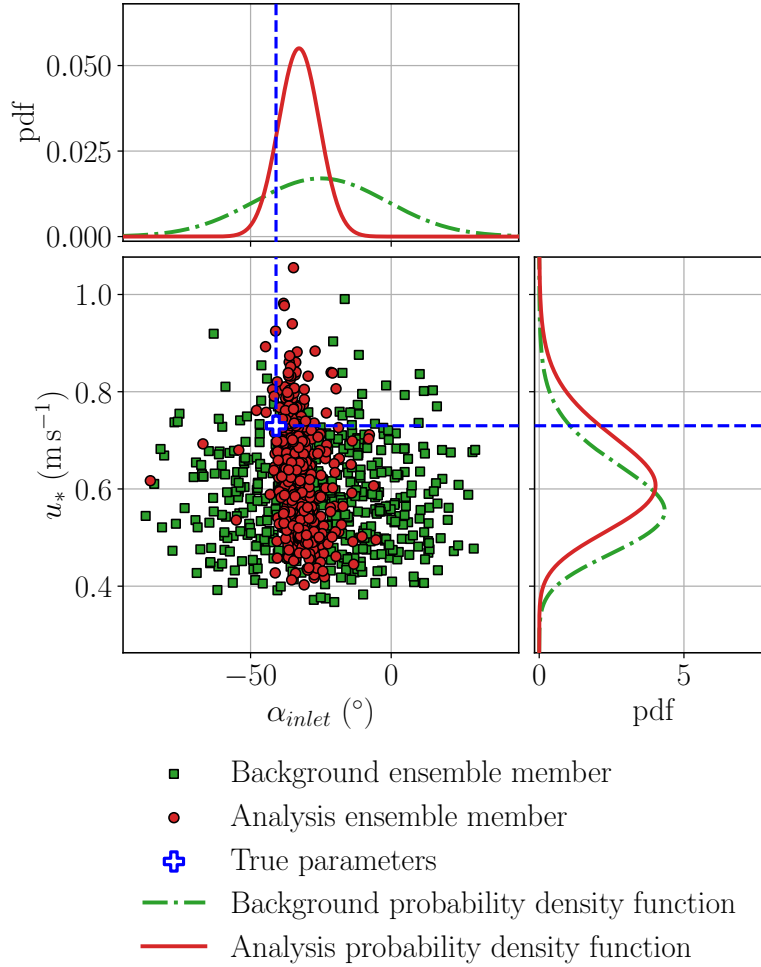 0.050
0.025
0.000
pdf
1.0
0.8
0.6
0.4
u* (m s⁻¹)
−50
0
α_inlet (°)
0
5
pdf
Background ensemble member
Analysis ensemble member
True parameters
Background probability density function
Analysis probability density function